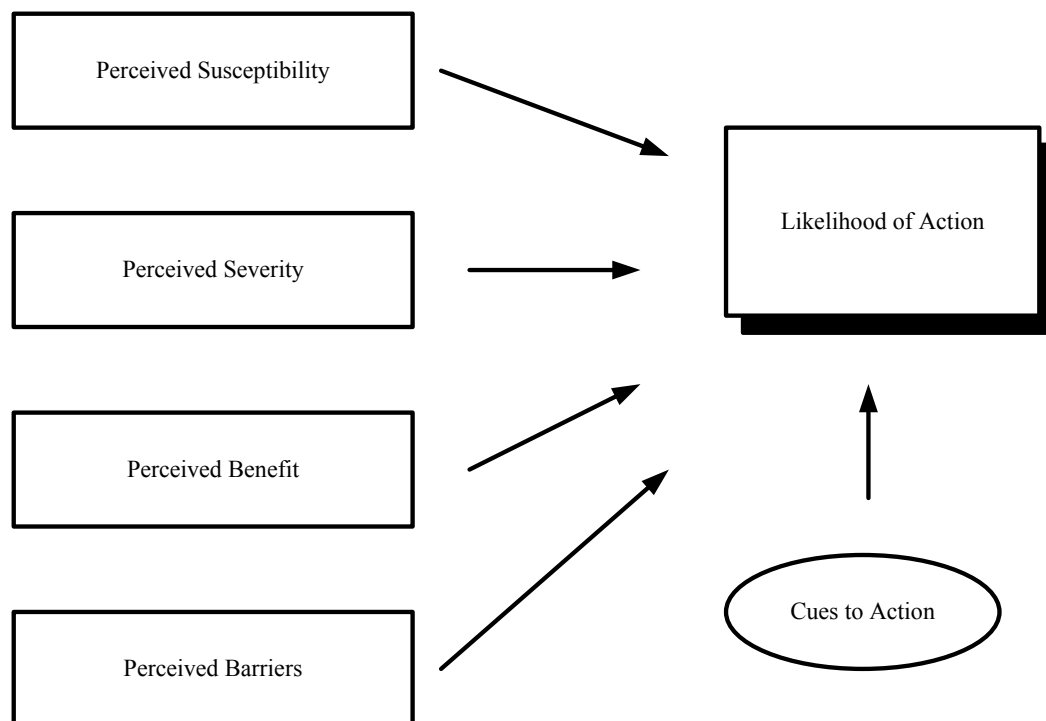 Perceived Susceptibility
Perceived Severity
Perceived Benefit
Perceived Barriers
Likelihood of Action
Cues to Action